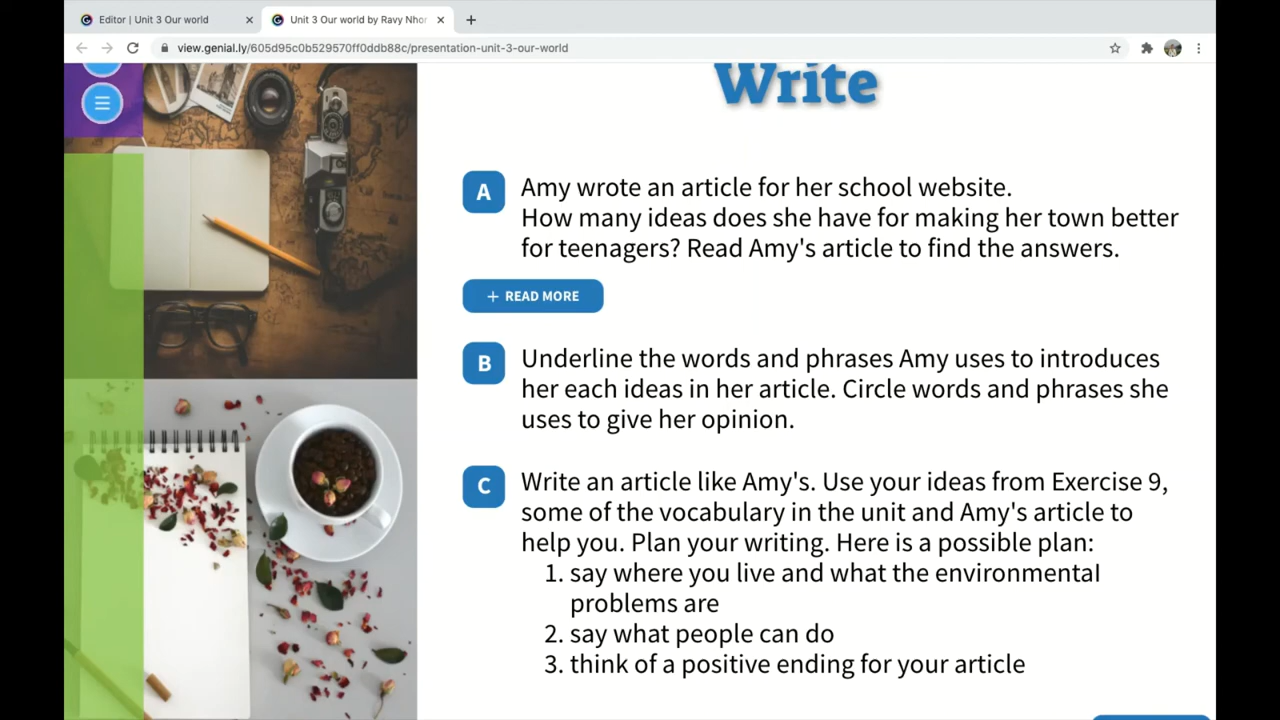 Editor | Unit 3 Our world
Unit 3 Our world by Ravy Nhor
view.genial.ly/605d95c0b529570ff0ddb88c/presentation-unit-3-our-world
Write
A
Amy wrote an article for her school website.
How many ideas does she have for making her town better
for teenagers? Read Amy's article to find the answers.
+ READ MORE
B
Underline the words and phrases Amy uses to introduces
her each ideas in her article. Circle words and phrases she
uses to give her opinion.
C
Write an article like Amy's. Use your ideas from Exercise 9,
some of the vocabulary in the unit and Amy's article to
help you. Plan your writing. Here is a possible plan:
1. say where you live and what the environmental
problems are
2. say what people can do
3. think of a positive ending for your article